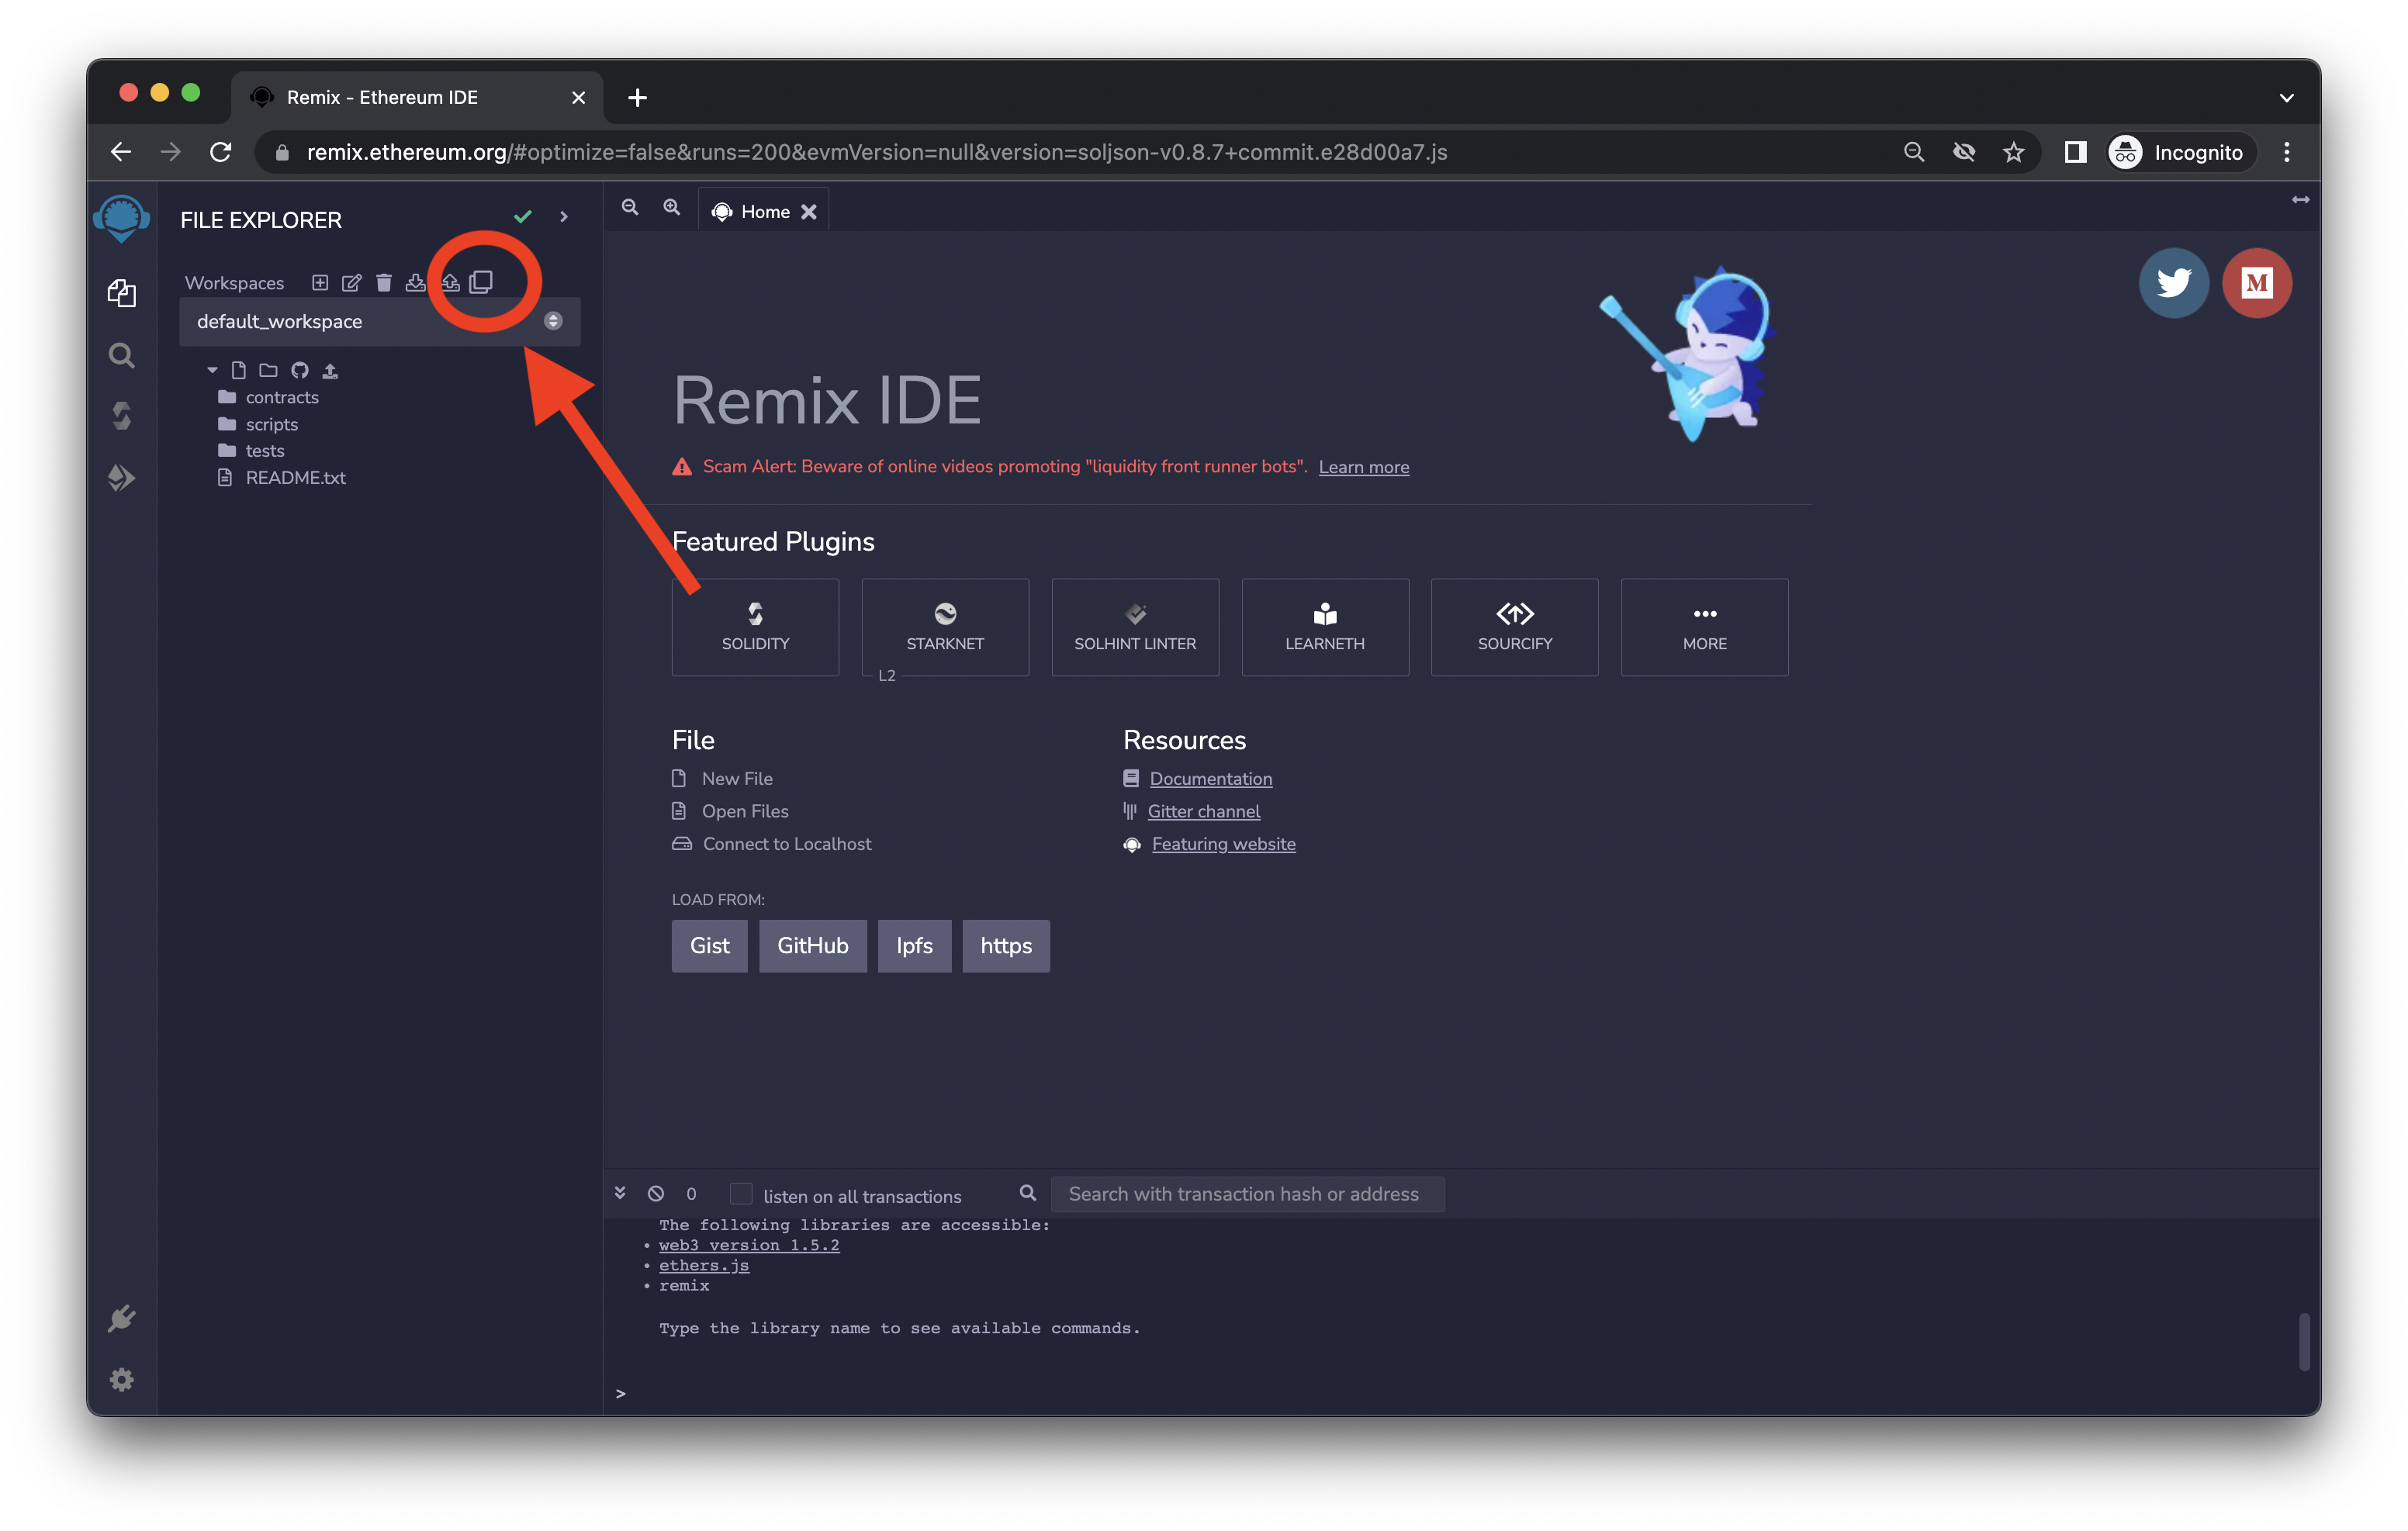 Remix - Ethereum IDE
remix.ethereum.org/#optimize=false&runs=200&evmVersion=null&version=soljson-v0.8.7+commit.e28d00a7.js
Incognito
FILE EXPLORER
Workspaces
default_workspace
contracts
scripts
tests
README.txt
Home
Remix IDE
Scam Alert: Beware of online videos promoting "liquidity front runner bots". Learn more
Featured Plugins
SOLIDITY
STARKNET
L2
SOLHINT LINTER
LEARNETH
SOURCIFY
MORE
File
New File
Open Files
Connect to Localhost
Resources
Documentation
Gitter channel
Featuring website
LOAD FROM:
Gist GitHub Ipfs https
M
0 listen on all transactions Search with transaction hash or address
The following libraries are accessible:
• web3 version 1.5.2
• ethers.js
• remix
Type the library name to see available commands.
>